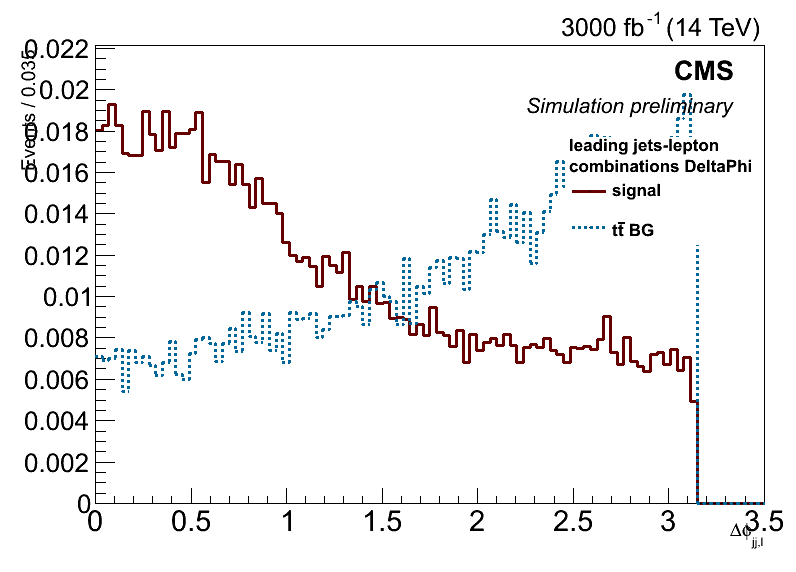 3000 fb⁻¹ (14 TeV)
Events / 0.035
0.022
0.02
0.018
0.016
0.014
0.012
0.01
0.008
0.006
0.004
0.002
0
CMS
Simulation preliminary
leading jets-lepton
combinations DeltaPhi
signal
tt̄ BG
0 0.5 1 1.5 2 2.5 3 3.5
Δϕjj,l